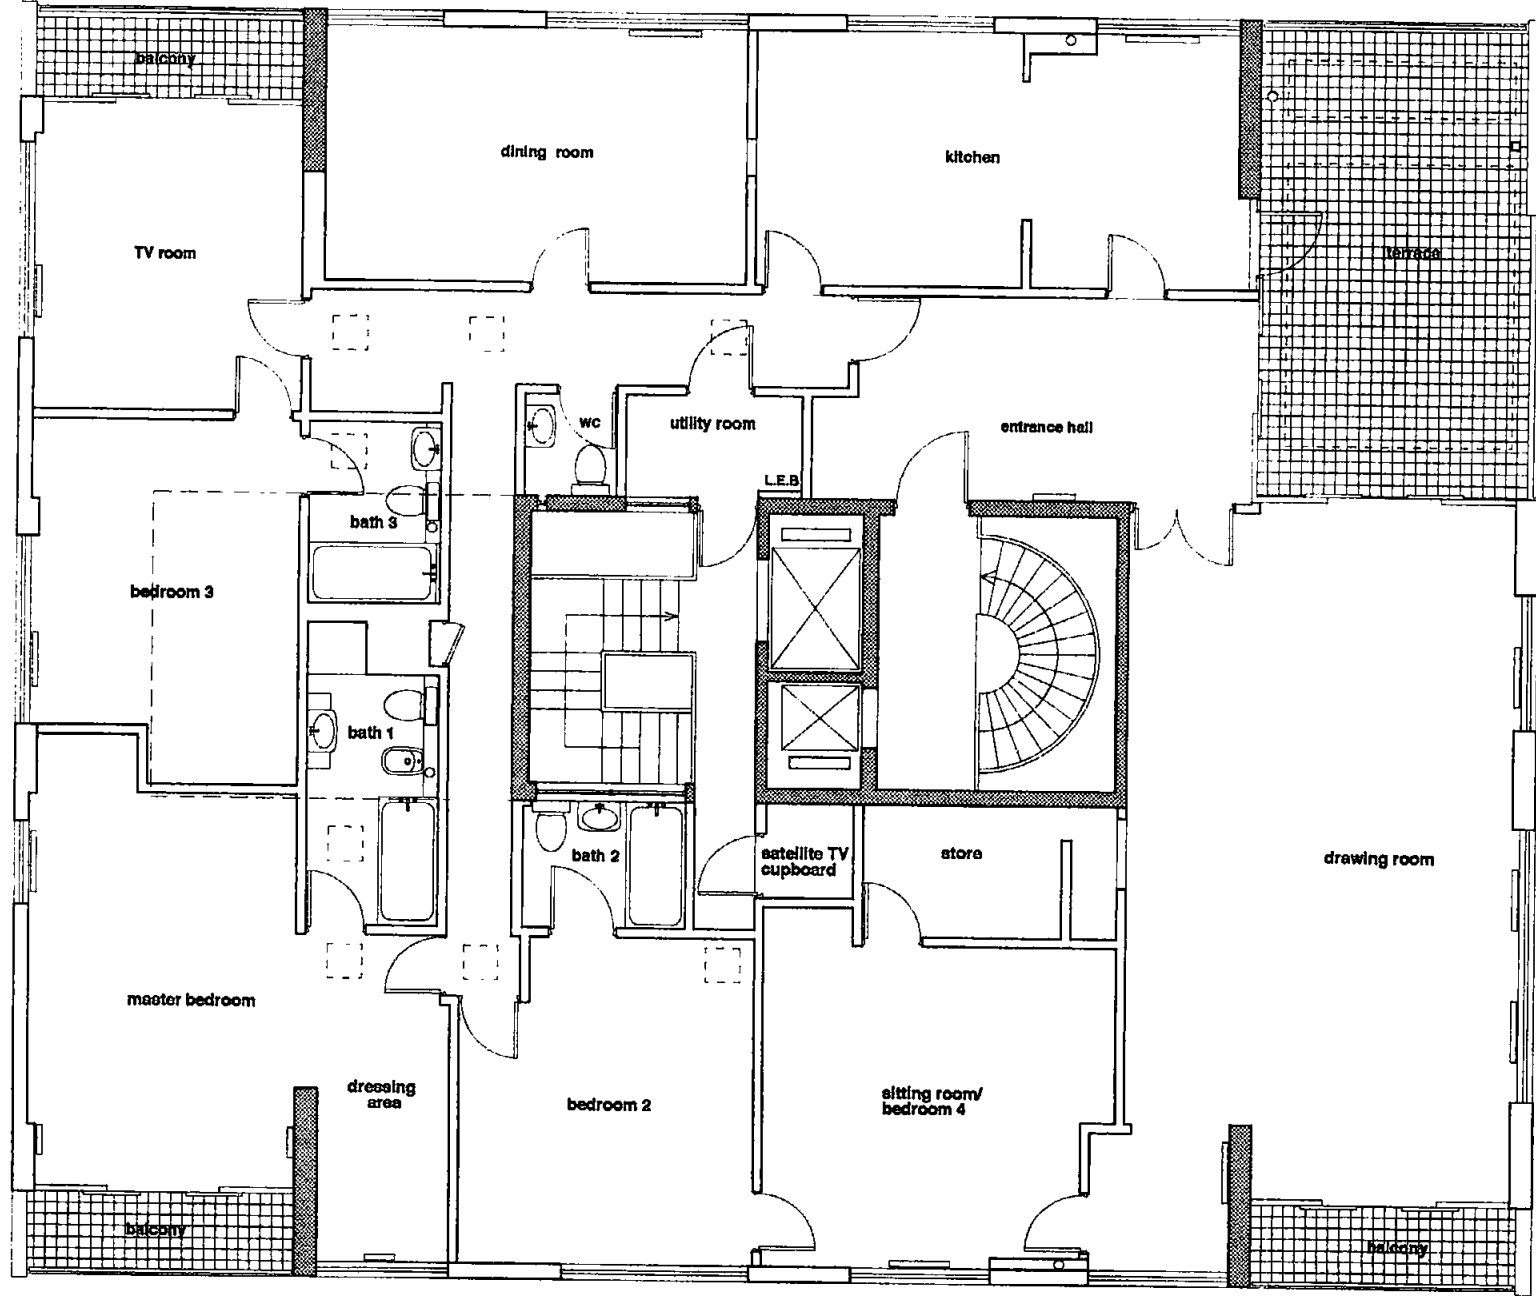 balcony
dining room
kitchen
TV room
terrace
wc
utility room
entrance hall
L.E.B
bath 3
bedroom 3
bath 1
bath 2
satellite TV
cupboard
store
drawing room
master bedroom
dressing
area
bedroom 2
sitting room/
bedroom 4
balcony
balcony